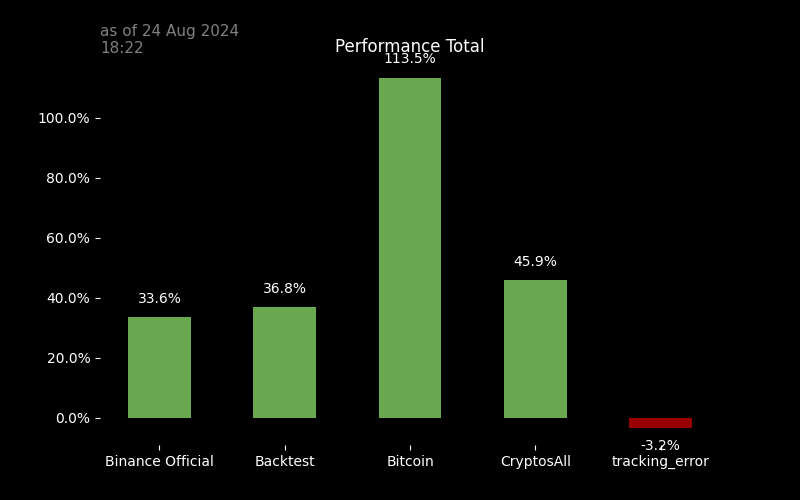 as of 24 Aug 2024
18:22
Performance Total
113.5%
100.0%
80.0%
60.0%
45.9%
40.0%
36.8%
33.6%
20.0%
0.0%
-3.2%
Binance Official
Backtest
Bitcoin
CryptosAll
tracking_error